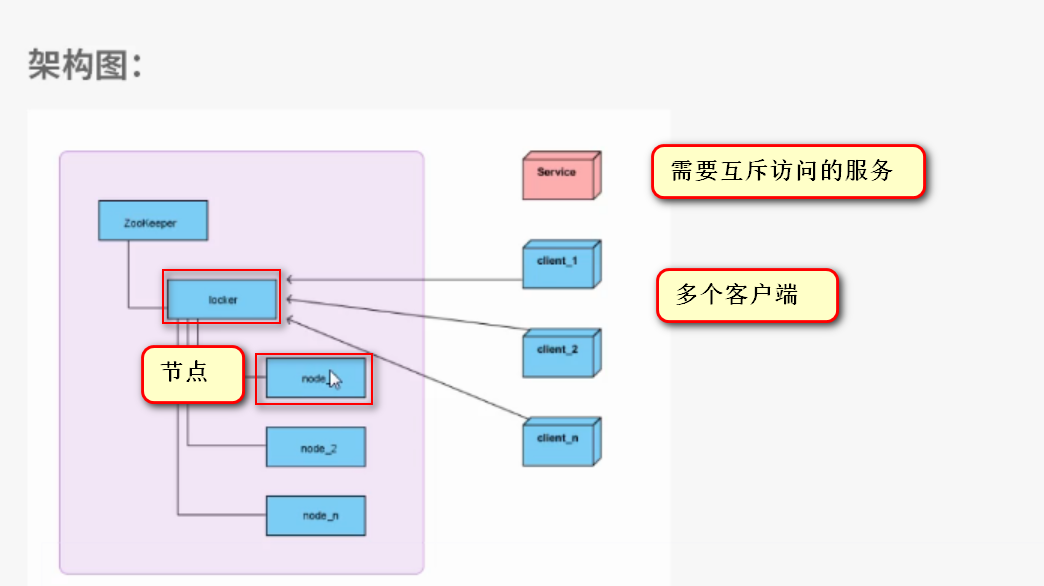 架构图：
Service
需要互斥访问的服务
ZooKeeper
client_1
locker
多个客户端
client_2
节点
node_
node_2
client_n
node_n